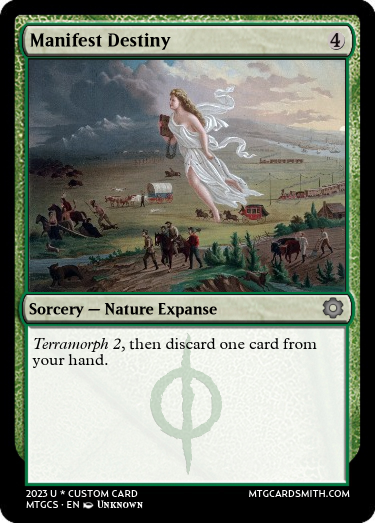 Manifest Destiny 4
Sorcery — Nature Expanse
Terramorph 2, then discard one card from
your hand.
2023 U * CUSTOM CARD MTGCARDSMITH.COM
MTGCS · EN Unknown